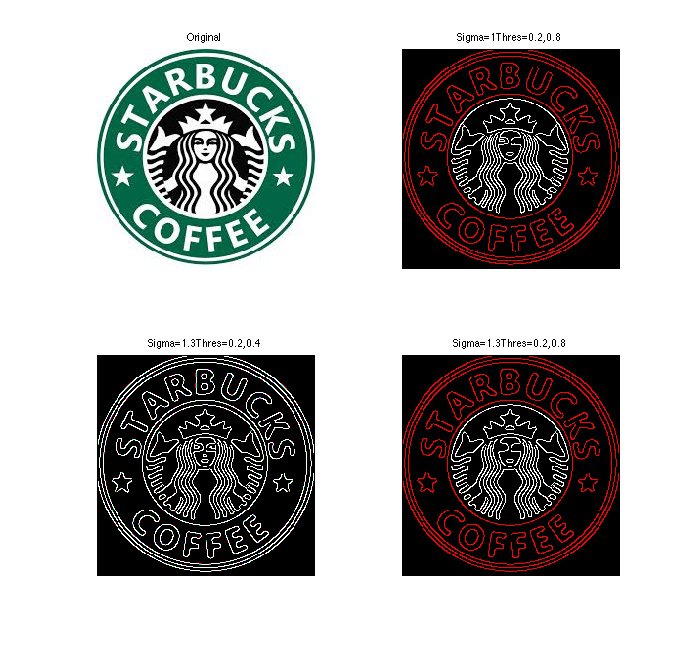 Original
STARBUCKS
COFFEE
Sigma=1Thres=0.2,0.8
STARBUCKS
COFFEE
Sigma=1.3Thres=0.2,0.4
STARBUCKS
COFFEE
Sigma=1.3Thres=0.2,0.8
STARBUCKS
COFFEE